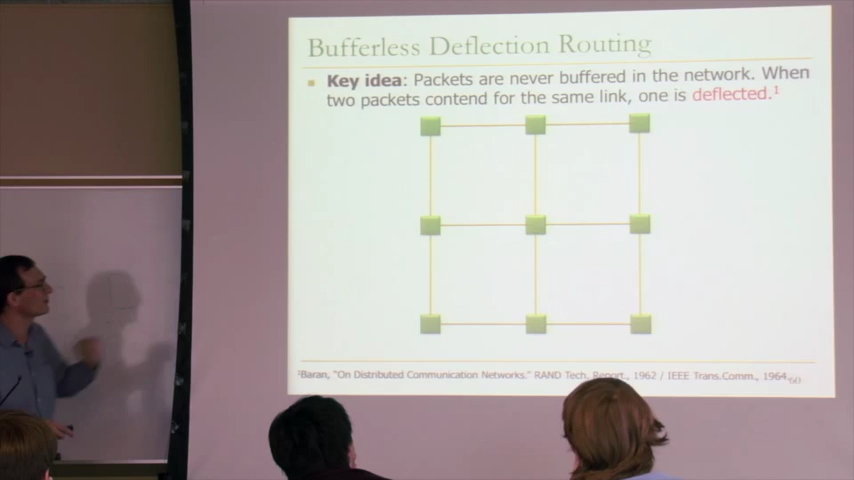 Bufferless Deflection Routing
Key idea: Packets are never buffered in the network. When
two packets contend for the same link, one is deflected.1
1Baran, "On Distributed Communication Networks." RAND Tech. Report., 1962 / IEEE Trans.Comm., 1964.
60